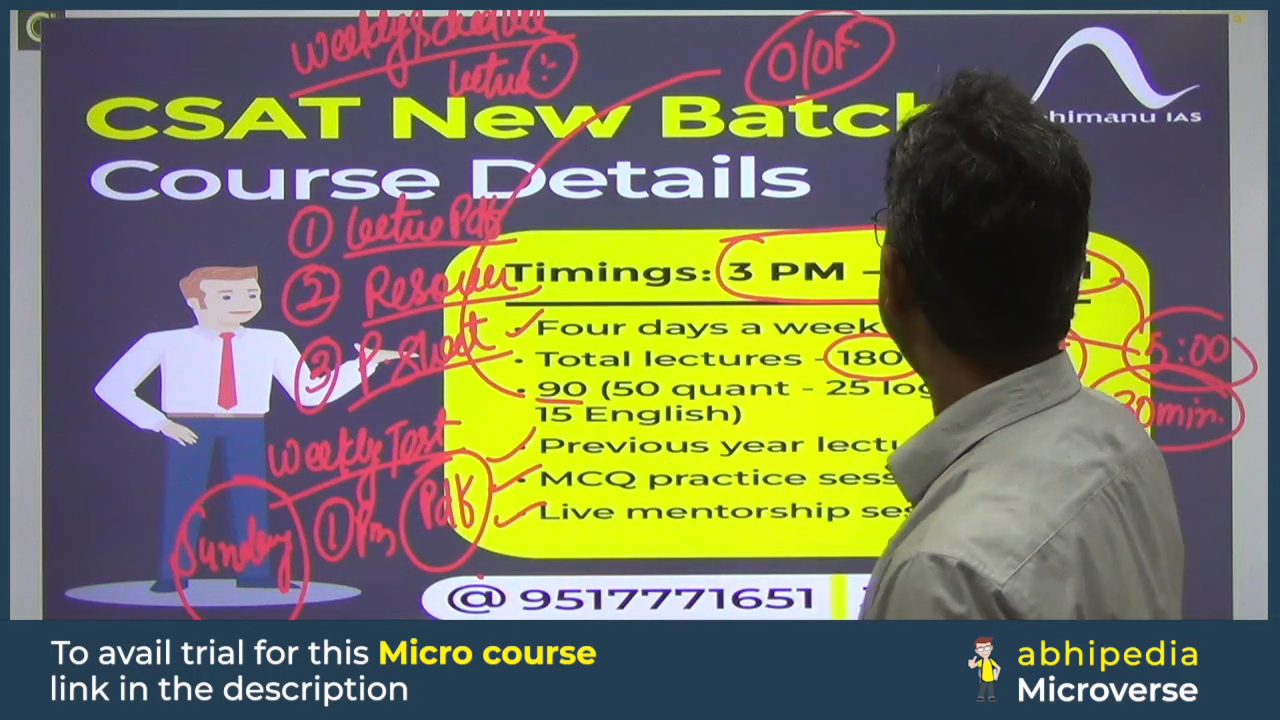 Weekly Schedule
Lecture :-
O/OF
CSAT New Batch
himanu IAS
Course Details
① Lecture Pdf
② Resource
③ P-Sheet
Timings: 3 PM –
5:00
30min.
• Four days a week
• Total lectures - 180
• 90 (50 quant - 25 log
15 English)
Weekly Test
• Previous year lectu
• MCQ practice sess
• Live mentorship ses
Sunday ① Pm Pdf
@ 9517771651
To avail trial for this Micro course
link in the description
abhipedia
Microverse